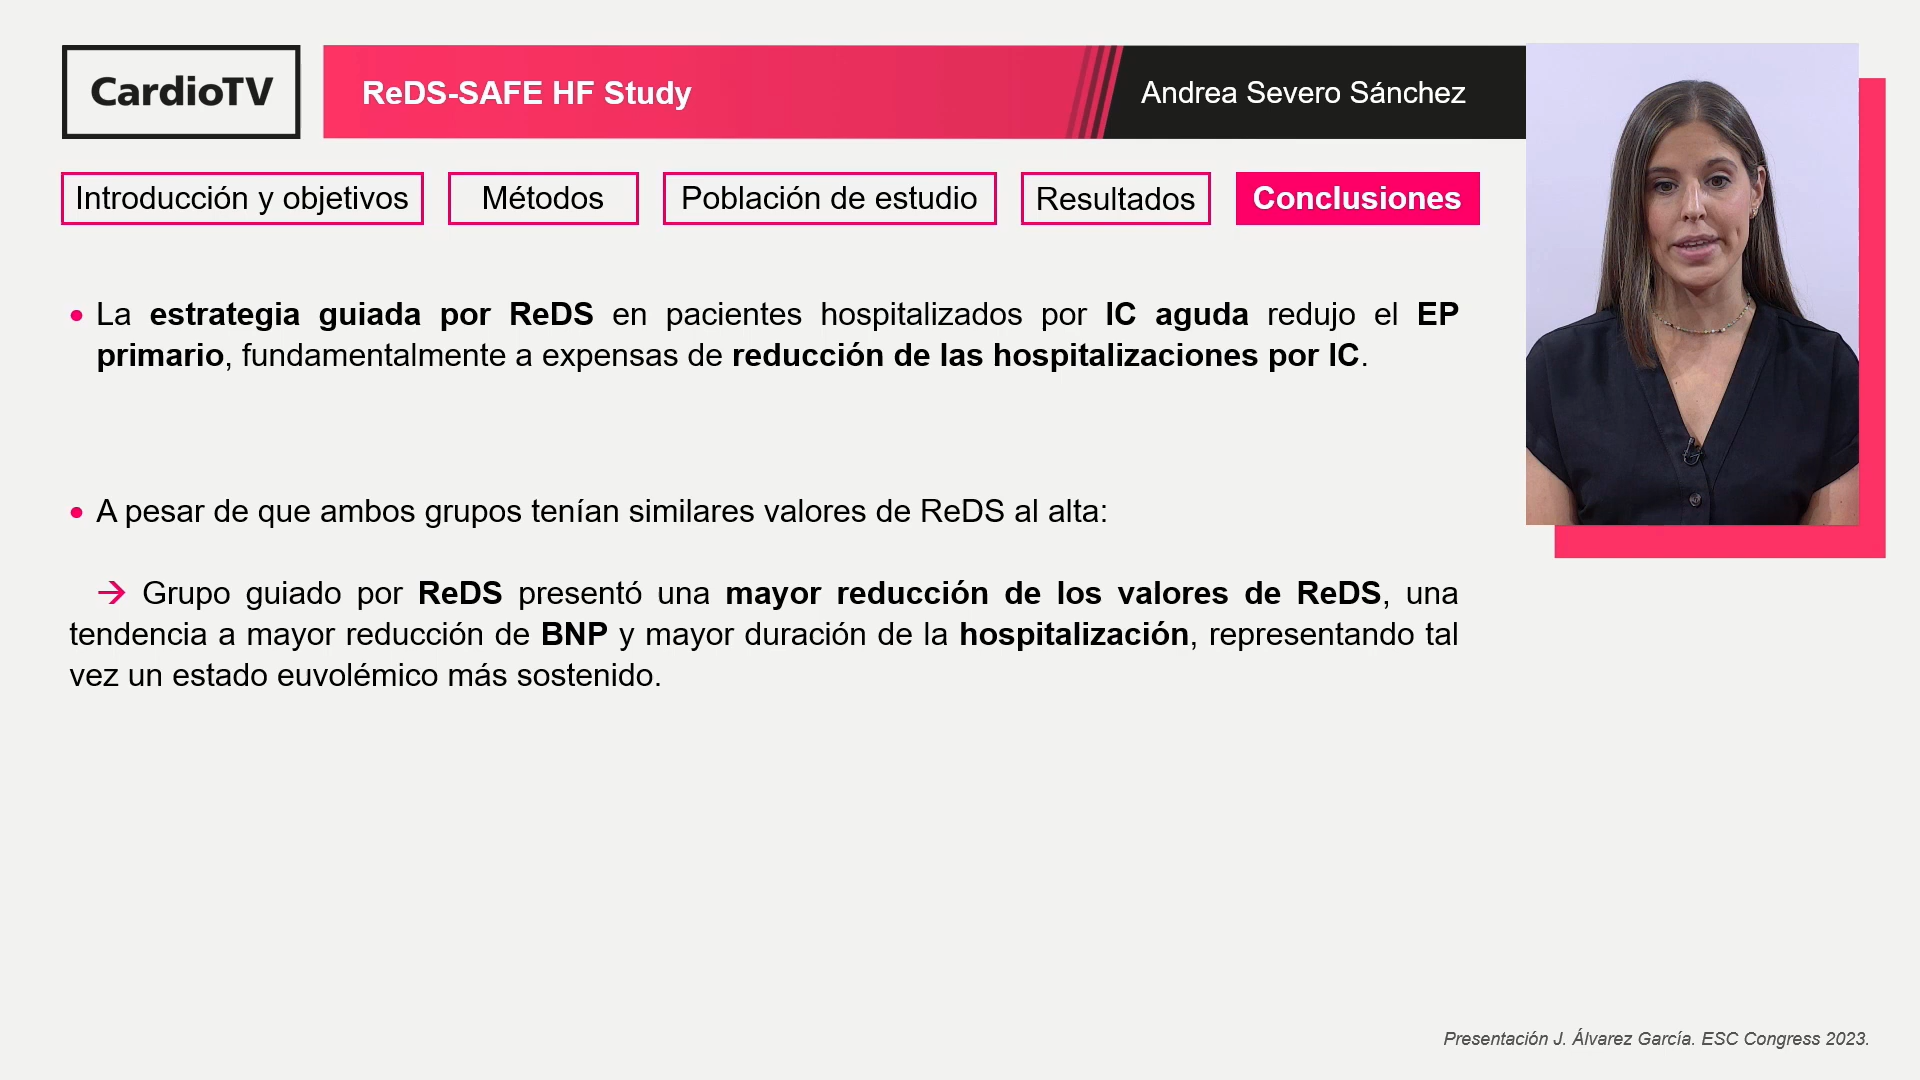 CardioTV
ReDS-SAFE HF Study
Andrea Severo Sánchez
Introducción y objetivos
Métodos
Población de estudio
Resultados
Conclusiones
• La estrategia guiada por ReDS en pacientes hospitalizados por IC aguda redujo el EP
primario, fundamentalmente a expensas de reducción de las hospitalizaciones por IC.
• A pesar de que ambos grupos tenían similares valores de ReDS al alta:
→ Grupo guiado por ReDS presentó una mayor reducción de los valores de ReDS, una
tendencia a mayor reducción de BNP y mayor duración de la hospitalización, representando tal
vez un estado euvolémico más sostenido.
Presentación J. Álvarez García. ESC Congress 2023.